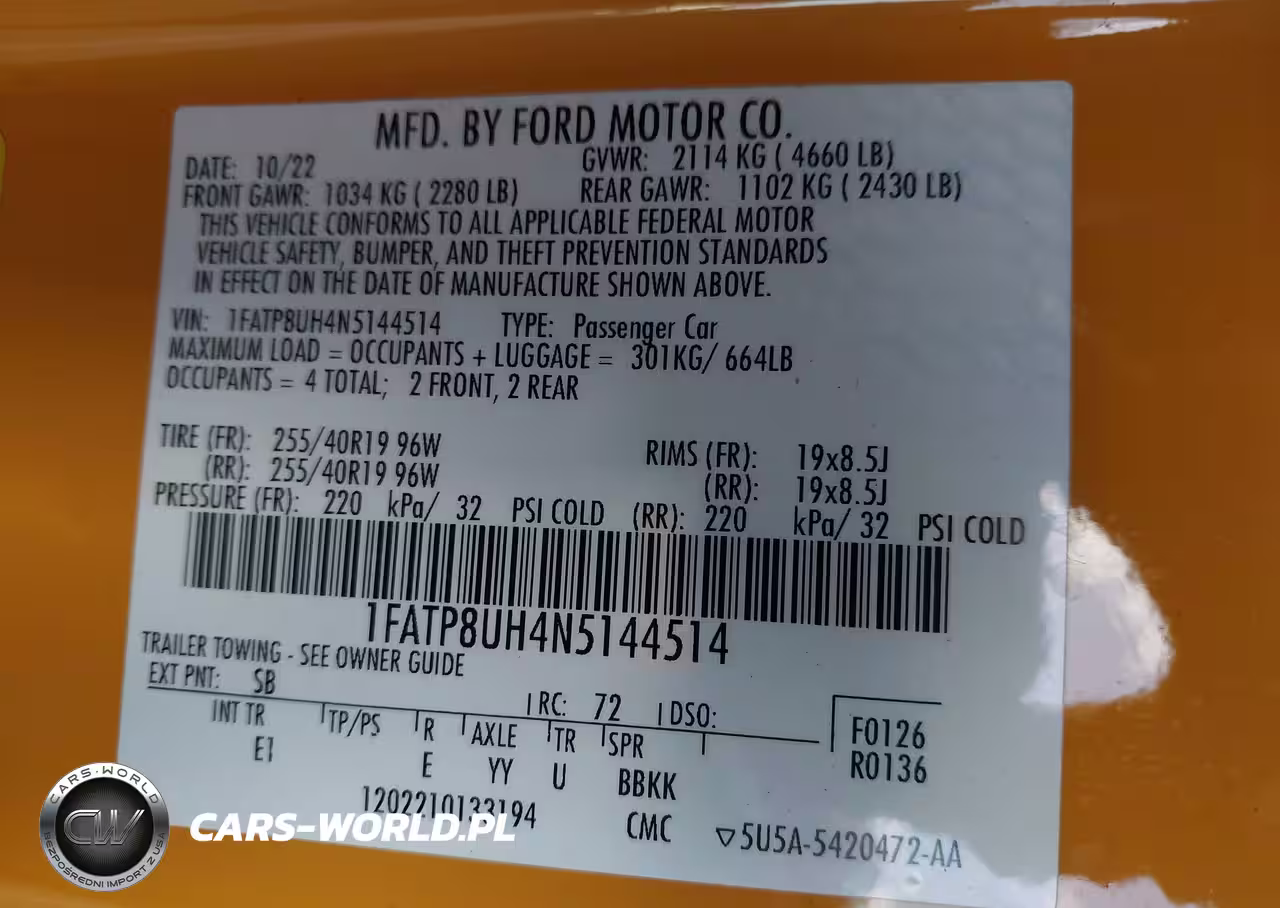 MFD. BY FORD MOTOR CO.
DATE: 10/22 GVWR: 2114 KG ( 4660 LB)
FRONT GAWR: 1034 KG ( 2280 LB) REAR GAWR: 1102 KG ( 2430 LB)
THIS VEHICLE CONFORMS TO ALL APPLICABLE FEDERAL MOTOR
VEHICLE SAFETY, BUMPER, AND THEFT PREVENTION STANDARDS
IN EFFECT ON THE DATE OF MANUFACTURE SHOWN ABOVE.
VIN: 1FATP8UH4N5144514 TYPE: Passenger Car
MAXIMUM LOAD = OCCUPANTS + LUGGAGE = 301KG/ 664LB
OCCUPANTS = 4 TOTAL; 2 FRONT, 2 REAR
TIRE (FR): 255/40R19 96W RIMS (FR): 19x8.5J
(RR): 255/40R19 96W (RR): 19x8.5J
PRESSURE (FR): 220 kPa/ 32 PSI COLD (RR): 220 kPa/ 32 PSI COLD
1FATP8UH4N5144514
TRAILER TOWING - SEE OWNER GUIDE
EXT PNT: SB RC: 72 DSO:
INT TR TP/PS R AXLE TR SPR F0126
E1 E YY U BBKK R0136
1202210133194 CMC ▽5U5A-5420472-AA
CARS-WORLD
CW
BEZPOŚREDNI IMPORT Z USA
CARS-WORLD.PL